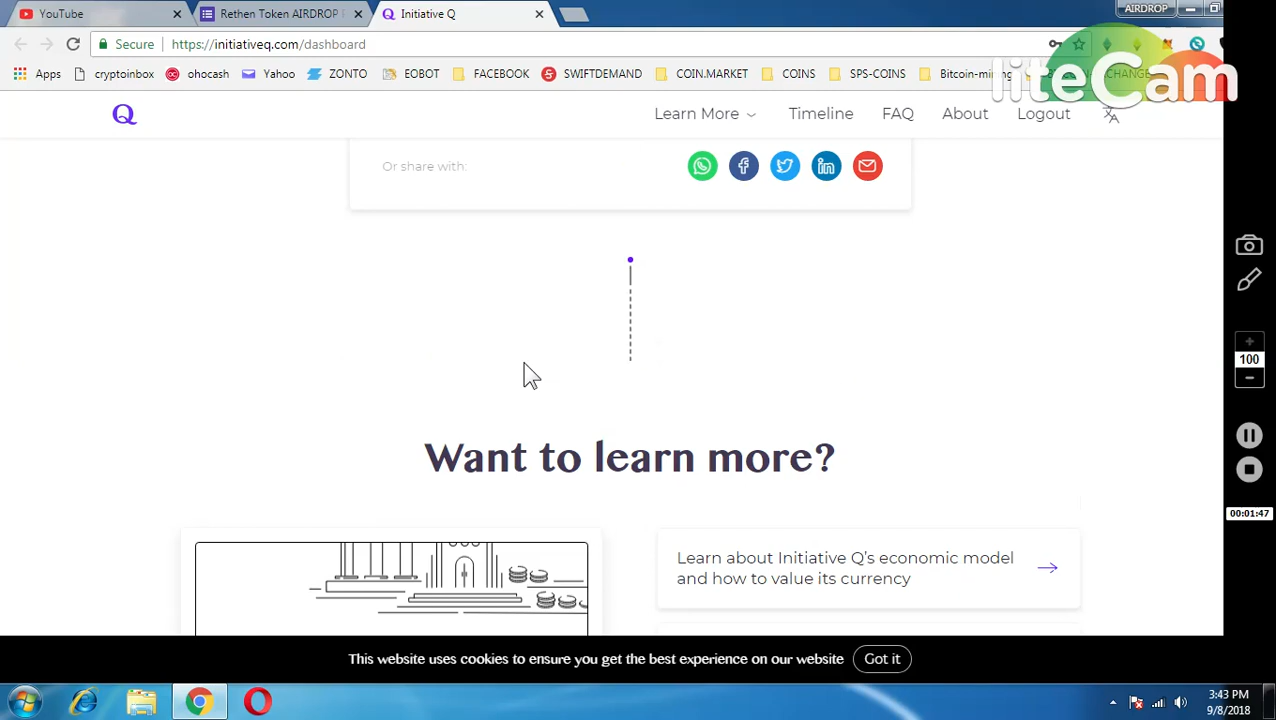 YouTube
Rethen Token AIRDROP F
Initiative Q
AIRDROP
Secure
https://initiativeq.com/dashboard
Apps
cryptoinbox
ohocash
Yahoo
ZONTO
EOBOT
FACEBOOK
SWIFTDEMAND
COIN.MARKET
COINS
SPS-COINS
Bitcoin-mining
CHANGE
liteCam
Q
Learn More
Timeline
FAQ
About
Logout
Or share with:
100
Want to learn more?
00:01:47
Learn about Initiative Q's economic model
and how to value its currency
This website uses cookies to ensure you get the best experience on our website
Got it
3:43 PM
9/8/2018